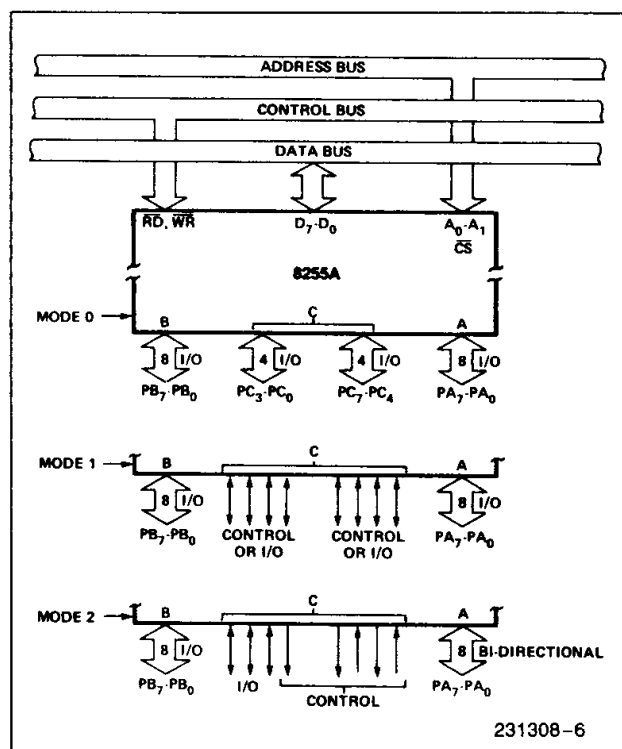 ADDRESS BUS
CONTROL BUS
DATA BUS
RD, WR D7-D0 A0-A1
CS
8255A
MODE 0 B C A
8 I/O 4 I/O 4 I/O 8 I/O
PB7-PB0 PC3-PC0 PC7-PC4 PA7-PA0
MODE 1 B C A
8 I/O 8 I/O
PB7-PB0 CONTROL OR I/O CONTROL OR I/O PA7-PA0
MODE 2 B C A
8 I/O 8 BI-DIRECTIONAL
PB7-PB0 I/O CONTROL PA7-PA0
231308-6